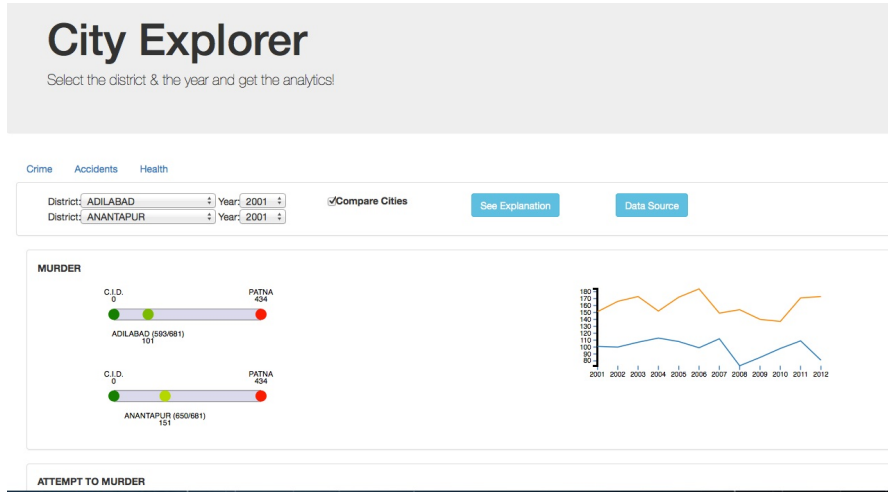 City Explorer
Select the district & the year and get the analytics!
Crime Accidents Health
District: ADILABAD Year: 2001
District: ANANTAPUR Year: 2001
Compare Cities
See Explanation
Data Source
MURDER
C.I.D. PATNA
0 434
ADILABAD (593/681)
101
C.I.D. PATNA
0 434
ANANTAPUR (650/681)
151
180
170
160
150
140
130
120
110
100
90
80
2001 2002 2003 2004 2005 2006 2007 2008 2009 2010 2011 2012
ATTEMPT TO MURDER